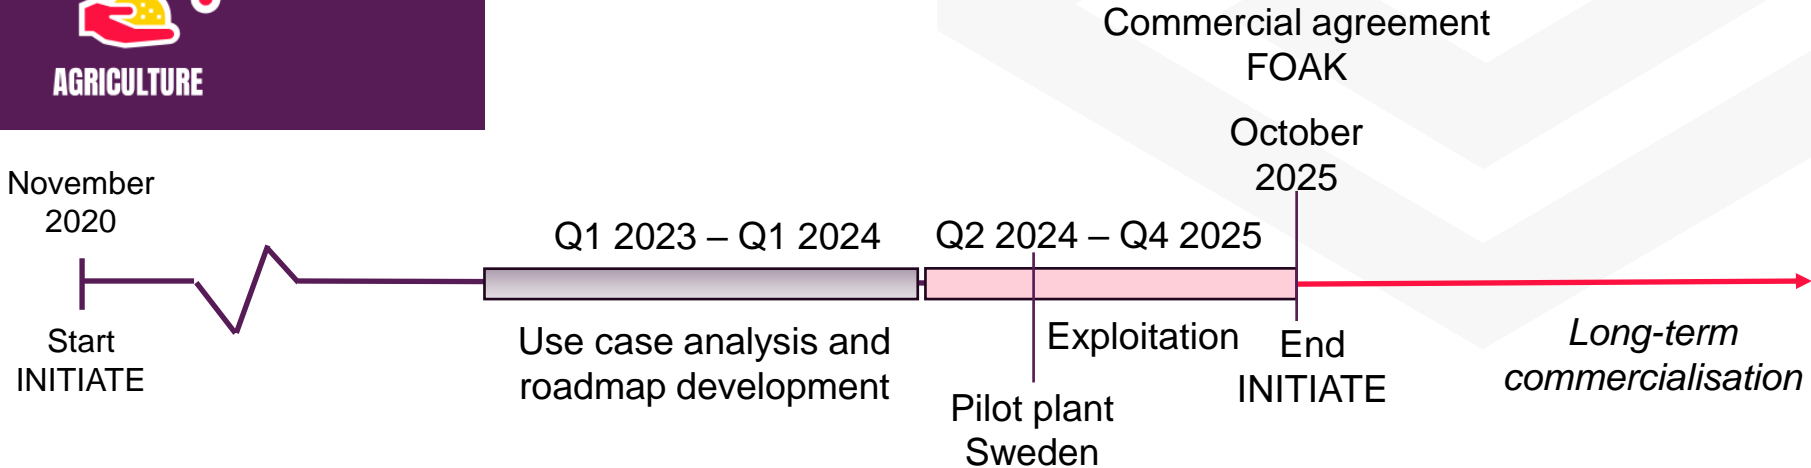 AGRICULTURE
Commercial agreement
FOAK
October
2025
November
2020
Q1 2023 – Q1 2024
Q2 2024 – Q4 2025
Start
INITIATE
Use case analysis and
roadmap development
Exploitation
Pilot plant
Sweden
End
INITIATE
Long-term
commercialisation